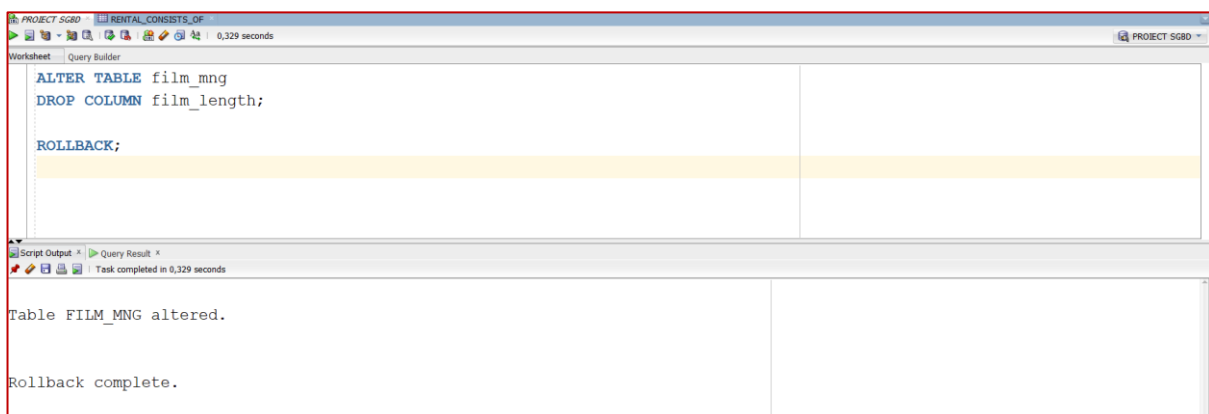 PROJECT SGBD RENTAL_CONSISTS_OF
0,329 seconds
PROJECT SGBD
Worksheet Query Builder
ALTER TABLE film_mng
DROP COLUMN film_length;
ROLLBACK;
Script Output x Query Result x
Task completed in 0,329 seconds
Table FILM_MNG altered.
Rollback complete.